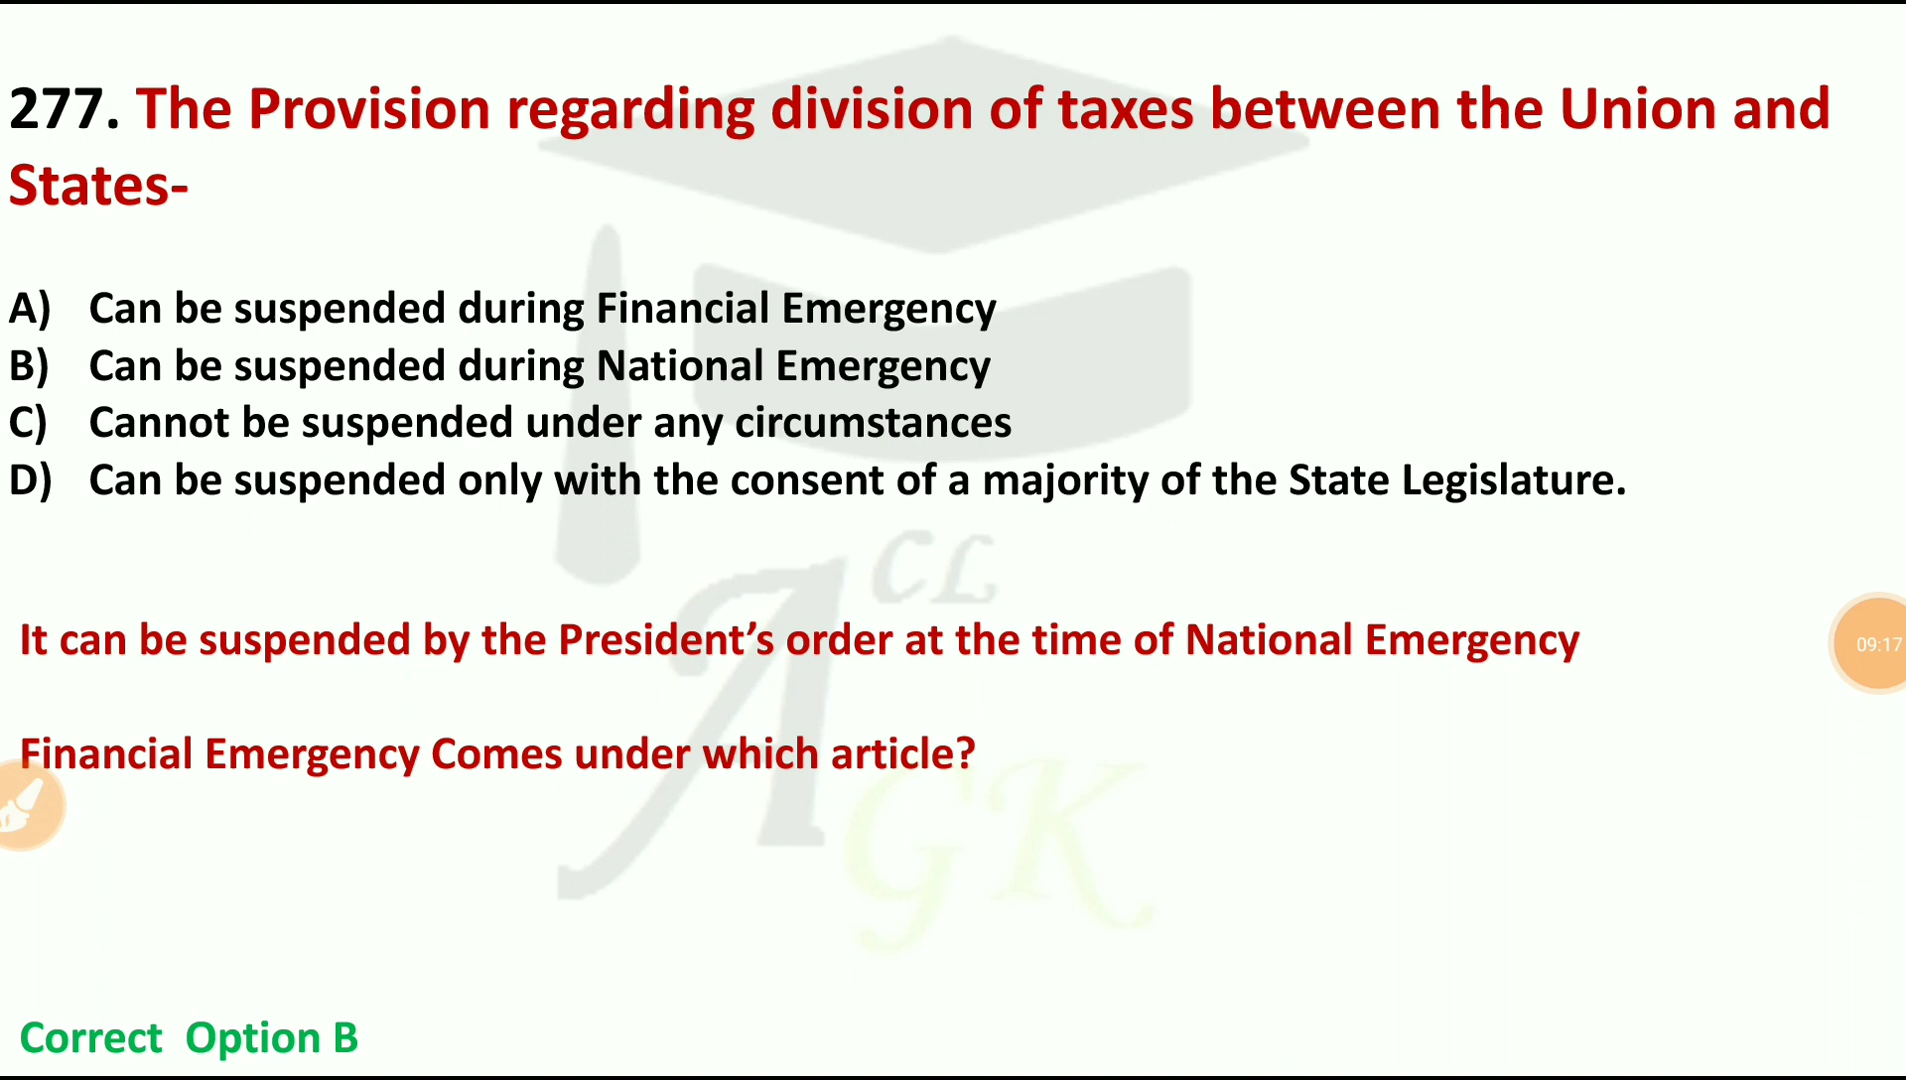 277. The Provision regarding division of taxes between the Union and
States-
A) Can be suspended during Financial Emergency
B) Can be suspended during National Emergency
C) Cannot be suspended under any circumstances
D) Can be suspended only with the consent of a majority of the State Legislature.
CL
It can be suspended by the President’s order at the time of National Emergency
09:17
Financial Emergency Comes under which article?
A
GK
Correct Option B